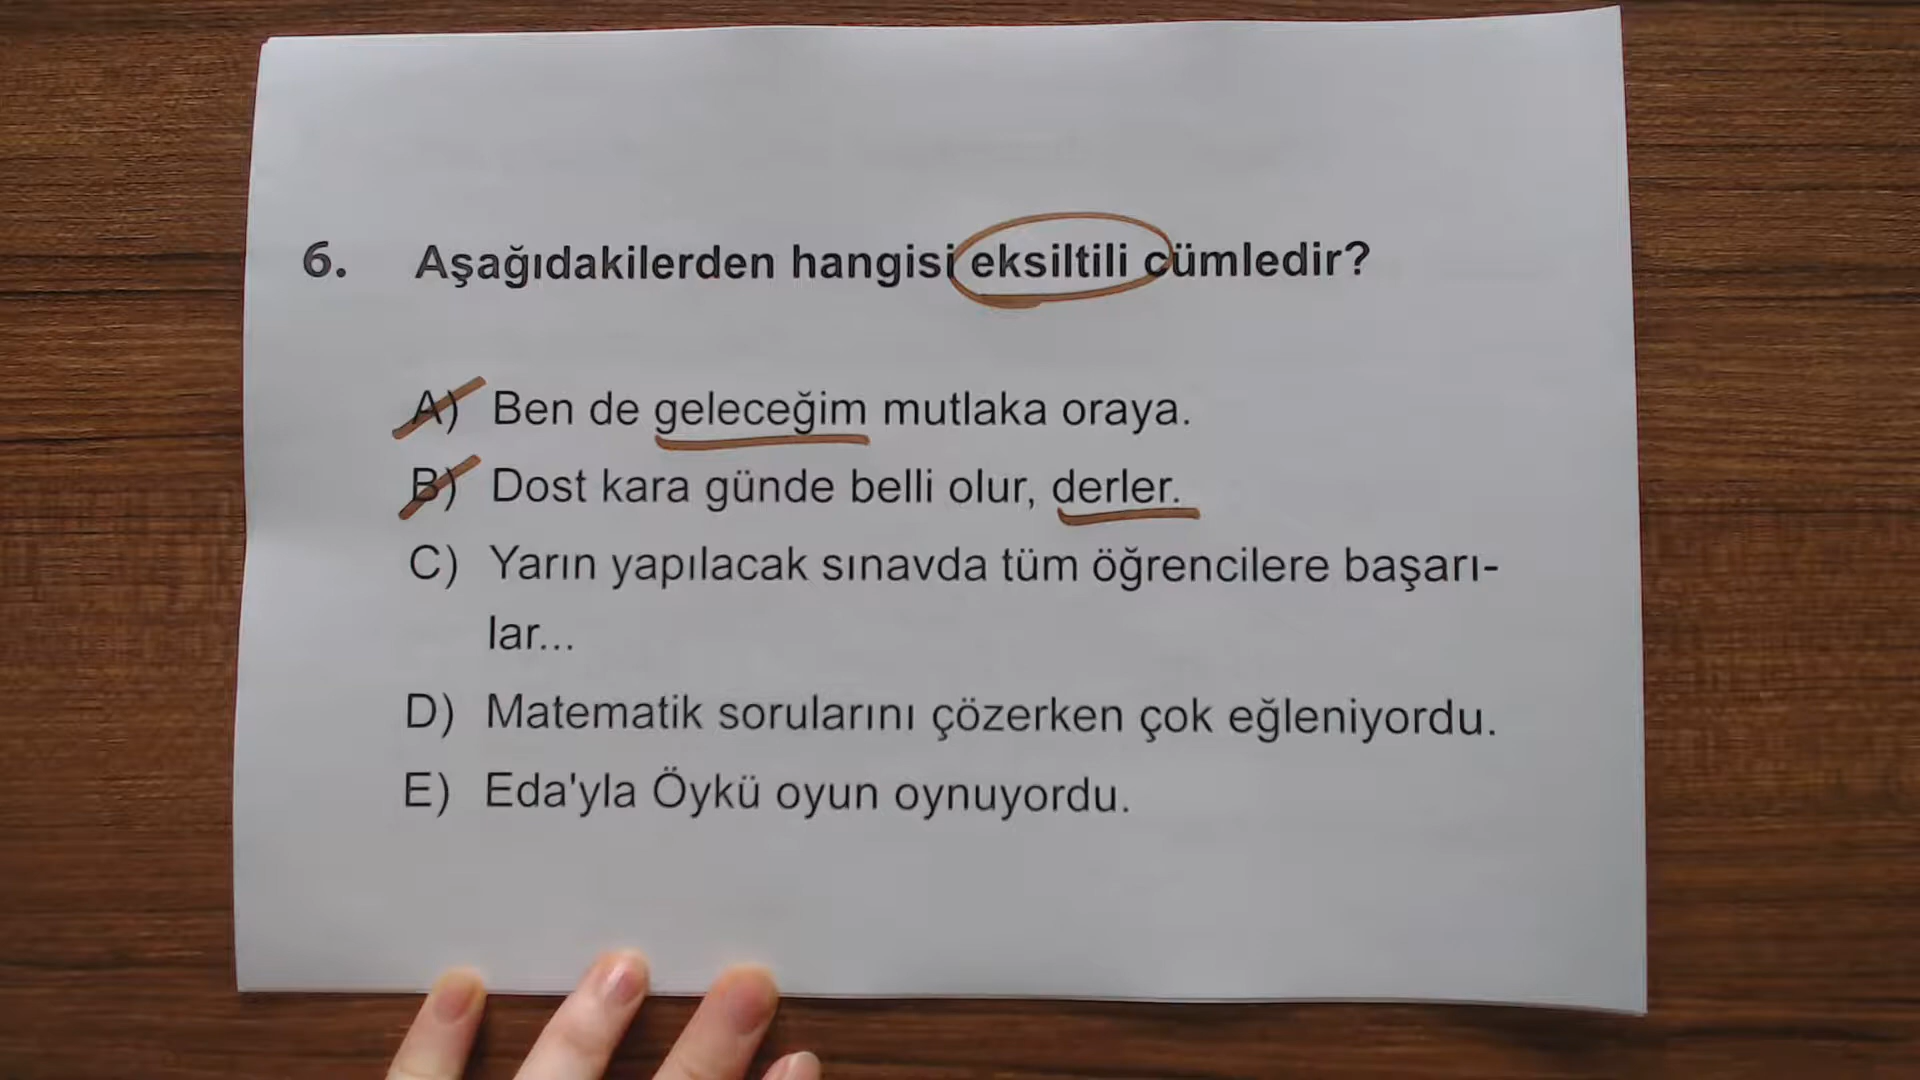 6. Aşağıdakilerden hangisi eksiltili cümledir?
A) Ben de geleceğim mutlaka oraya.
B) Dost kara günde belli olur, derler.
C) Yarın yapılacak sınavda tüm öğrencilere başarı-
lar...
D) Matematik sorularını çözerken çok eğleniyordu.
E) Eda'yla Öykü oyun oynuyordu.